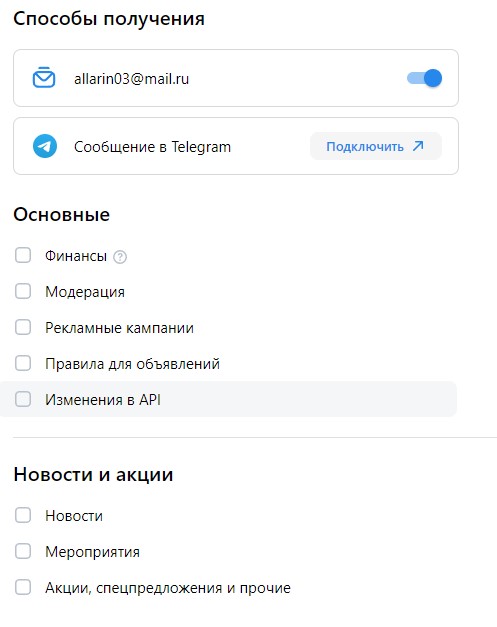 Способы получения
allarin03@mail.ru
Сообщение в Telegram Подключить
Основные
Финансы ?
Модерация
Рекламные кампании
Правила для объявлений
Изменения в API
Новости и акции
Новости
Мероприятия
Акции, спецпредложения и прочие